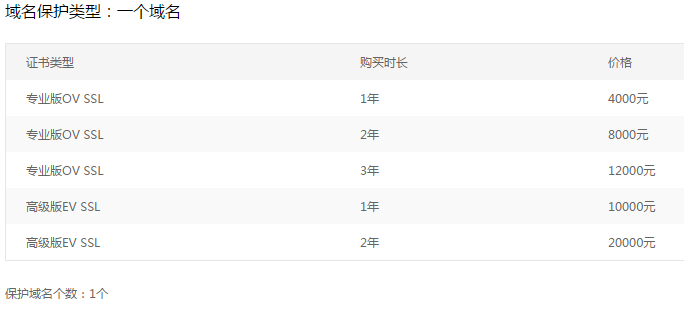 域名保护类型：一个域名
证书类型 购买时长 价格
专业版OV SSL 1年 4000元
专业版OV SSL 2年 8000元
专业版OV SSL 3年 12000元
高级版EV SSL 1年 10000元
高级版EV SSL 2年 20000元
保护域名个数：1个